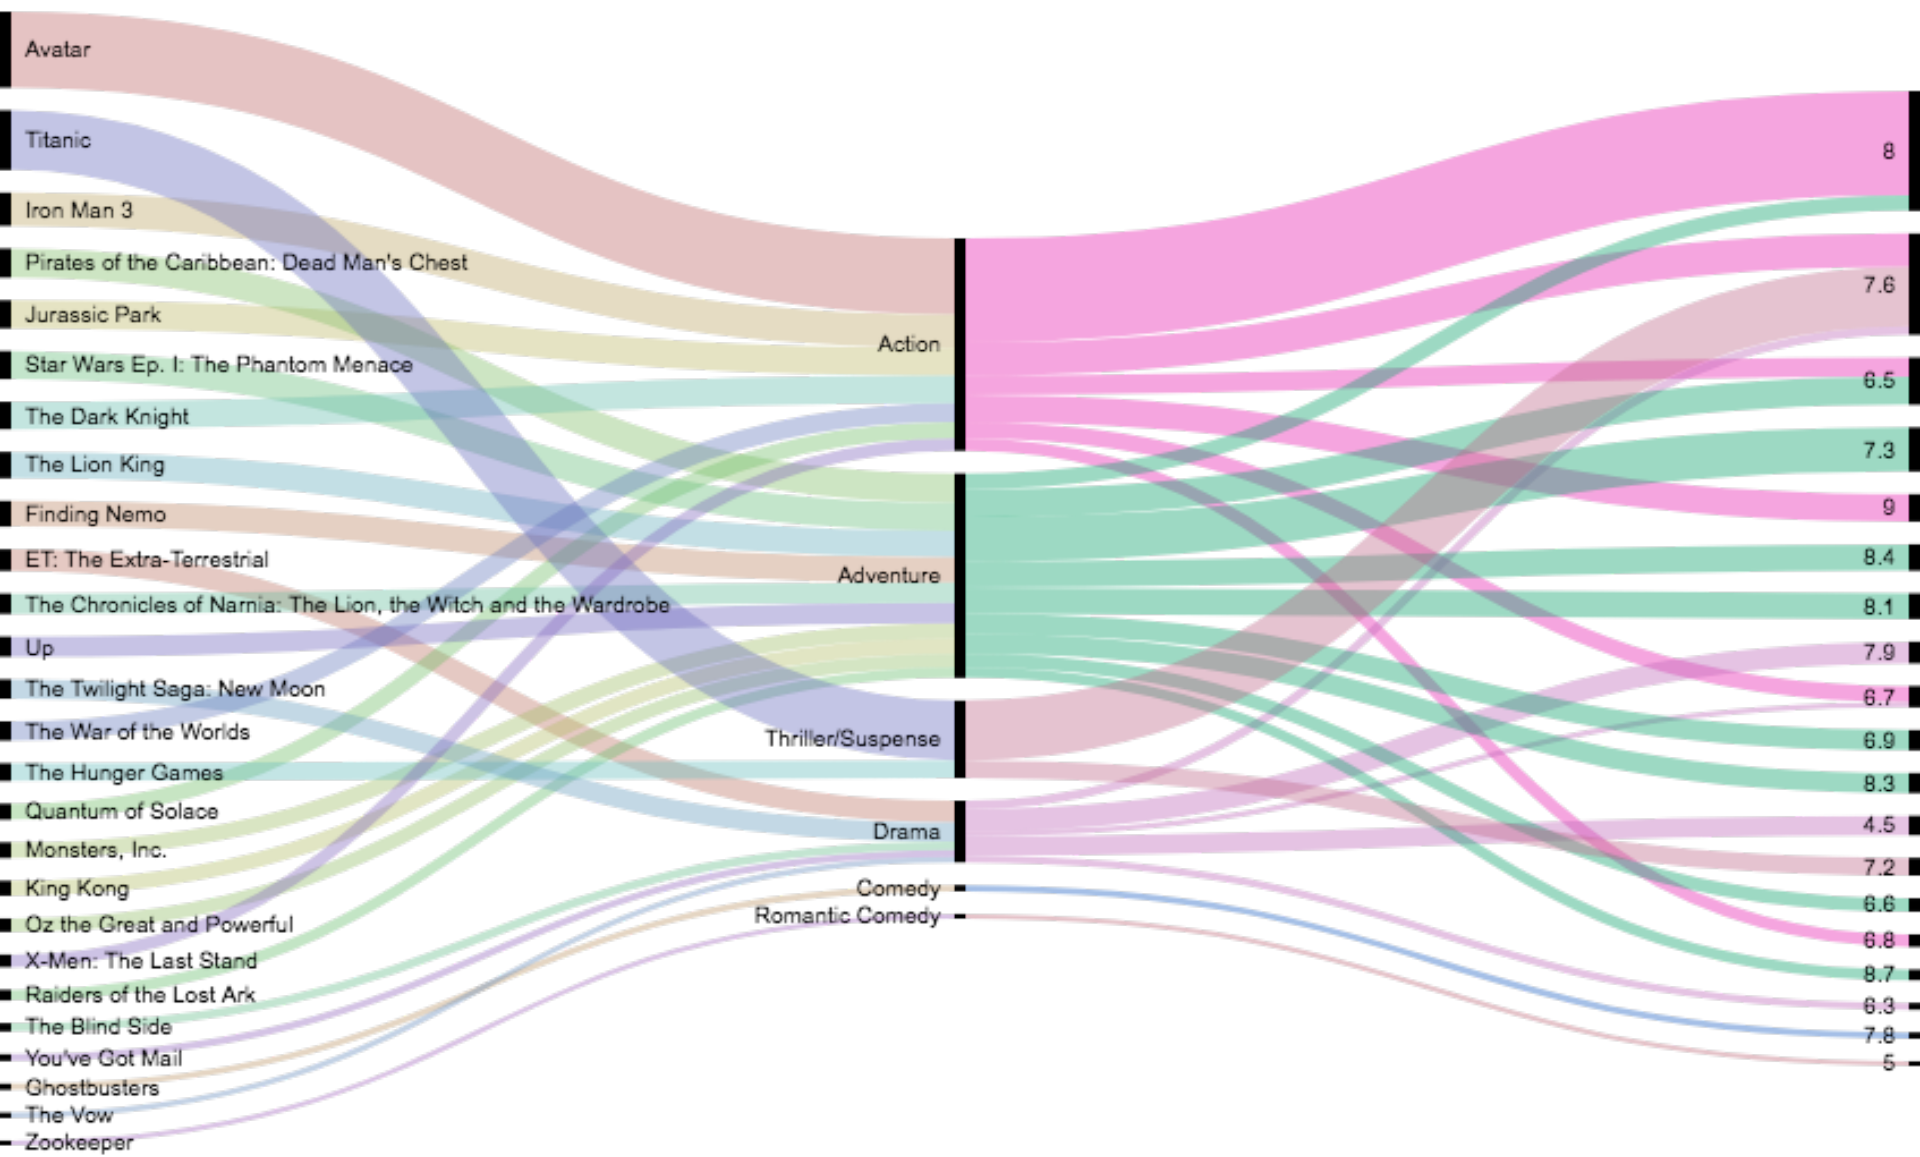 Avatar
Titanic
Iron Man 3
Pirates of the Caribbean: Dead Man's Chest
Jurassic Park
Star Wars Ep. I: The Phantom Menace
The Dark Knight
The Lion King
Finding Nemo
ET: The Extra-Terrestrial
The Chronicles of Narnia: The Lion, the Witch and the Wardrobe
Up
The Twilight Saga: New Moon
The War of the Worlds
The Hunger Games
Quantum of Solace
Monsters, Inc.
King Kong
Oz the Great and Powerful
X-Men: The Last Stand
Raiders of the Lost Ark
The Blind Side
You've Got Mail
Ghostbusters
The Vow
Zookeeper
Action
Adventure
Thriller/Suspense
Drama
Comedy
Romantic Comedy
8
7.6
6.5
7.3
9
8.4
8.1
7.9
6.7
6.9
8.3
4.5
7.2
6.6
6.8
8.7
6.3
7.8
5